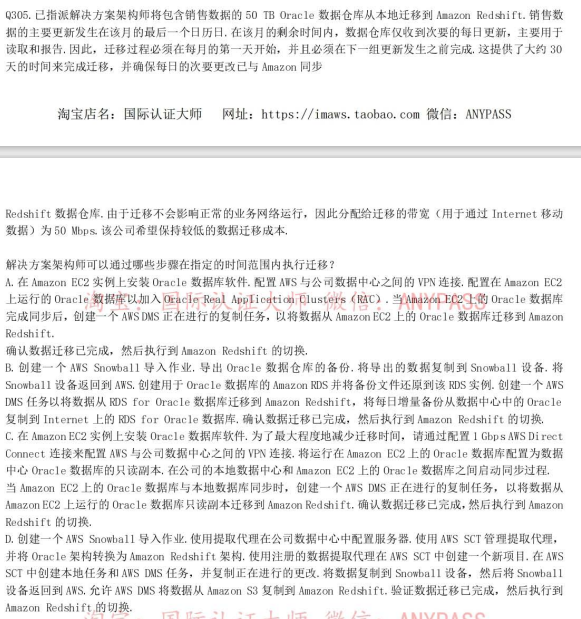 Q305.已指派解决方案架构师将包含销售数据的 50 TB Oracle 数据仓库从本地迁移到 Amazon Redshift.销售数
据的主要更新发生在该月的最后一个日历日.在该月的剩余时间内，数据仓库仅收到次要的每日更新，主要用于
读取和报告.因此，迁移过程必须在每月的第一天开始，并且必须在下一组更新发生之前完成.这提供了大约 30
天的时间来完成迁移，并确保每日的次要更改已与 Amazon 同步
淘宝店名：国际认证大师 网址：https://imaws.taobao.com 微信：ANYPASS
Redshift 数据仓库.由于迁移不会影响正常的业务网络运行，因此分配给迁移的带宽（用于通过 Internet 移动
数据）为 50 Mbps.该公司希望保持较低的数据迁移成本.
解决方案架构师可以通过哪些步骤在指定的时间范围内执行迁移？
A.在 Amazon EC2 实例上安装 Oracle 数据库软件.配置 AWS 与公司数据中心之间的 VPN 连接.配置在 Amazon EC2
上运行的 Oracle 数据库以加入 Oracle Real Application Clusters（RAC）.当 Amazon EC2 上的 Oracle 数据库
完成同步后，创建一个 AWS DMS 正在进行的复制任务，以将数据从 Amazon EC2 上的 Oracle 数据库迁移到 Amazon
Redshift.
确认数据迁移已完成，然后执行到 Amazon Redshift 的切换.
B.创建一个 AWS Snowball 导入作业.导出 Oracle 数据仓库的备份.将导出的数据复制到 Snowball 设备.将
Snowball 设备返回到 AWS.创建用于 Oracle 数据库的 Amazon RDS 并将备份文件还原到该 RDS 实例.创建一个 AWS
DMS 任务以将数据从 RDS for Oracle 数据库迁移到 Amazon Redshift，将每日增量备份从数据中心中的 Oracle
复制到 Internet 上的 RDS for Oracle 数据库.确认数据迁移已完成，然后执行到 Amazon Redshift 的切换.
C.在 Amazon EC2 实例上安装 Oracle 数据库软件.为了最大程度地减少迁移时间，请通过配置 1 Gbps AWS Direct
Connect 连接来配置 AWS 与公司数据中心之间的 VPN 连接.将运行在 Amazon EC2 上的 Oracle 数据库配置为数据
中心 Oracle 数据库的只读副本.在公司的本地数据中心和 Amazon EC2 上的 Oracle 数据库之间启动同步过程.
当 Amazon EC2 上的 Oracle 数据库与本地数据库同步时，创建一个 AWS DMS 正在进行的复制任务，以将数据从
Amazon EC2 上运行的 Oracle 数据库只读副本迁移到 Amazon Redshift.确认数据迁移已完成，然后执行到 Amazon
Redshift 的切换.
D.创建一个 AWS Snowball 导入作业.使用提取代理在公司数据中心中配置服务器.使用 AWS SCT 管理提取代理，
并将 Oracle 架构转换为 Amazon Redshift 架构.使用注册的数据提取代理在 AWS SCT 中创建一个新项目.在 AWS
SCT 中创建本地任务和 AWS DMS 任务，并复制正在进行的更改.将数据复制到 Snowball 设备，然后将 Snowball
设备返回到 AWS.允许 AWS DMS 将数据从 Amazon S3 复制到 Amazon Redshift.验证数据迁移已完成，然后执行到
Amazon Redshift 的切换.